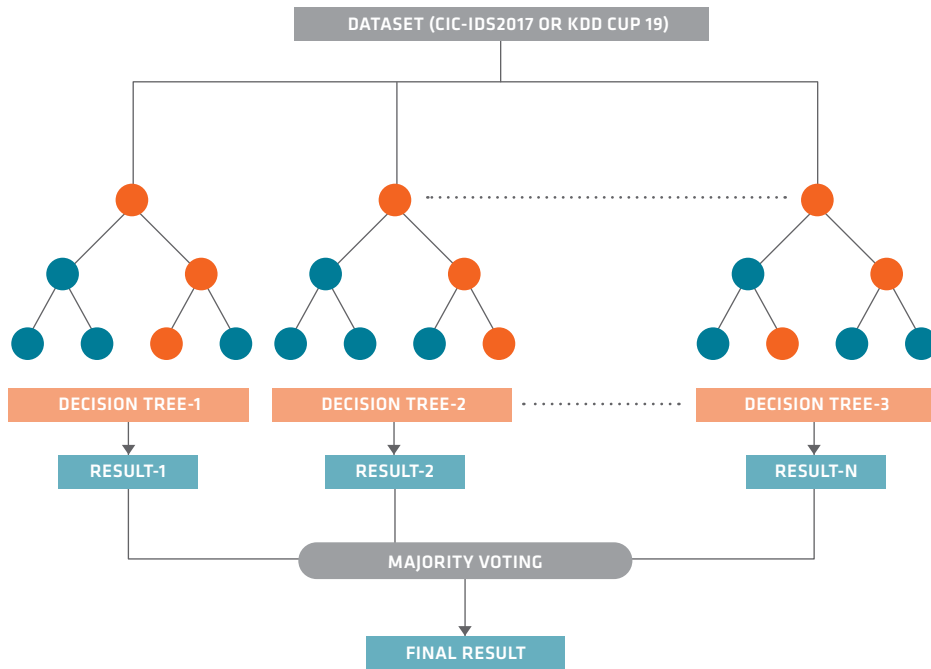 DATASET (CIC-IDS2017 OR KDD CUP 19)
DECISION TREE-1
DECISION TREE-2
DECISION TREE-3
RESULT-1
RESULT-2
RESULT-N
MAJORITY VOTING
FINAL RESULT